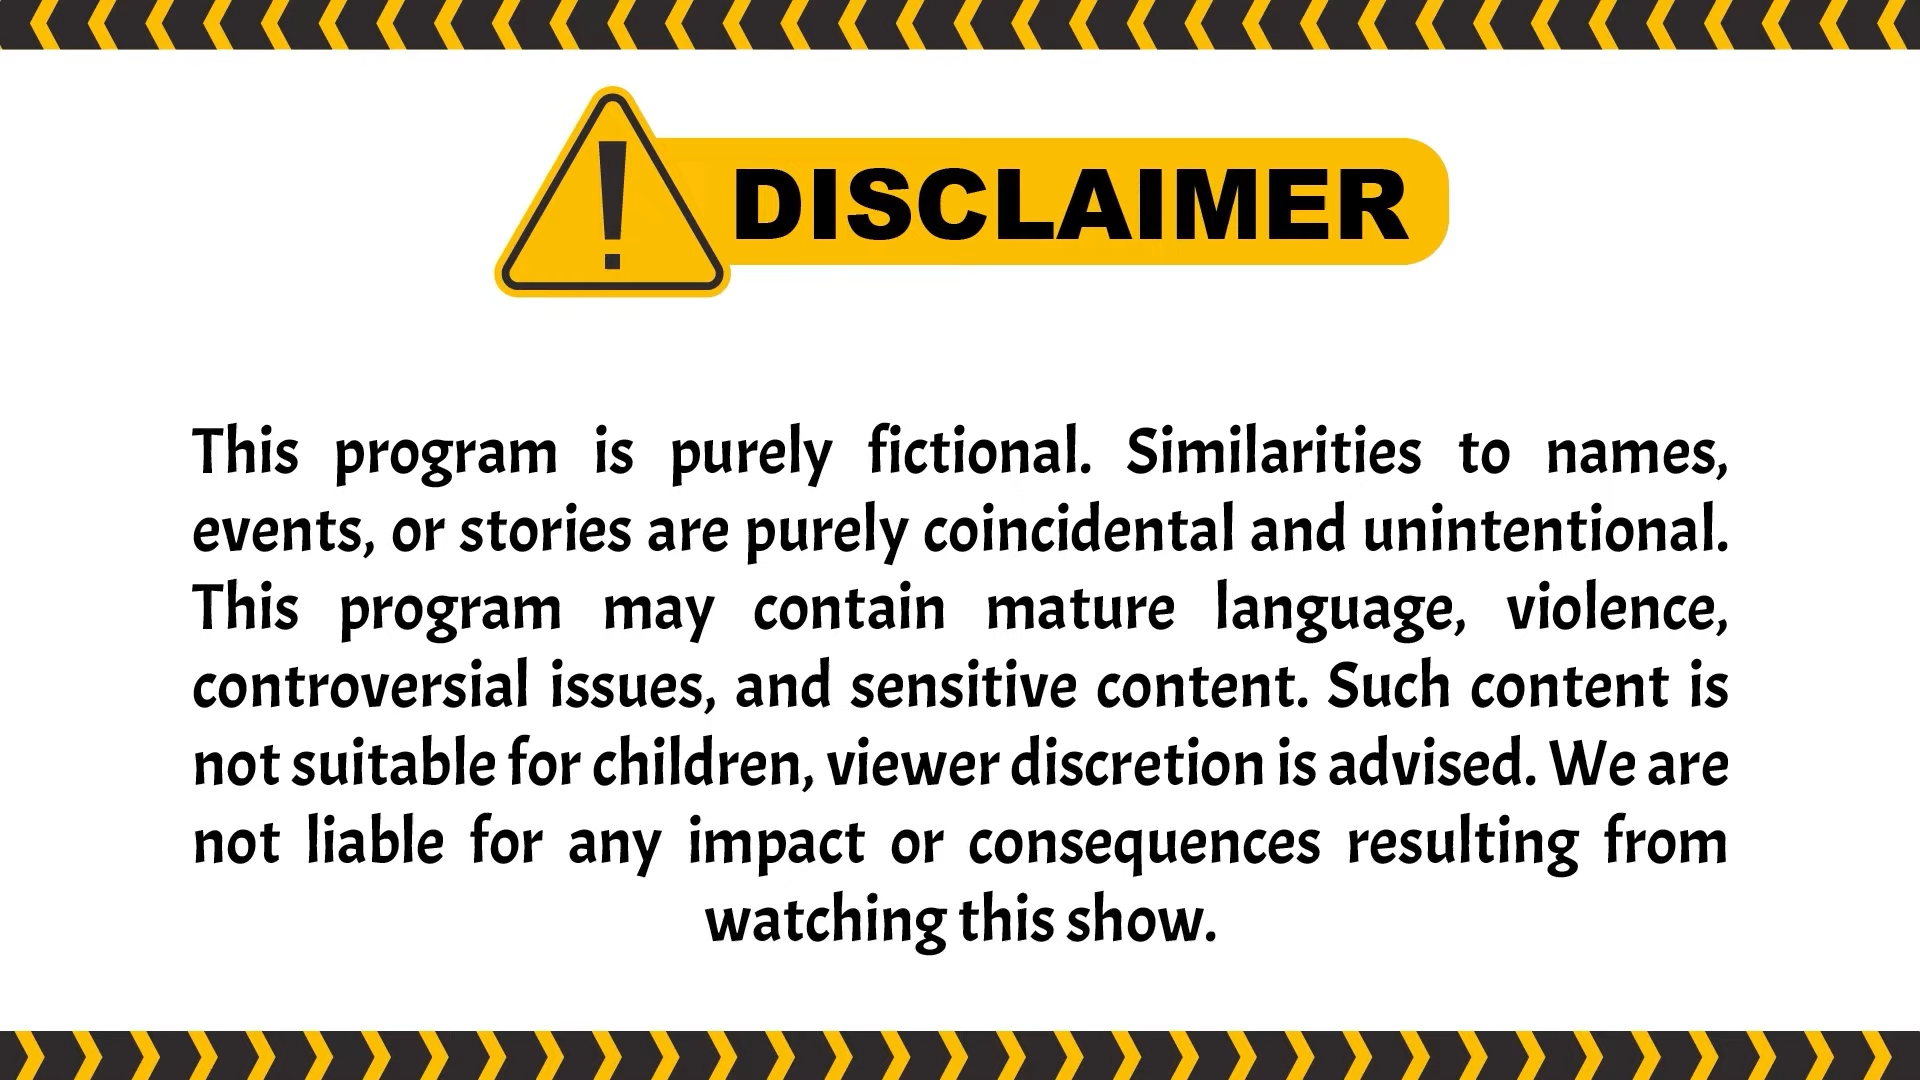 DISCLAIMER
This program is purely fictional. Similarities to names,
events, or stories are purely coincidental and unintentional.
This program may contain mature language, violence,
controversial issues, and sensitive content. Such content is
not suitable for children, viewer discretion is advised. We are
not liable for any impact or consequences resulting from
watching this show.